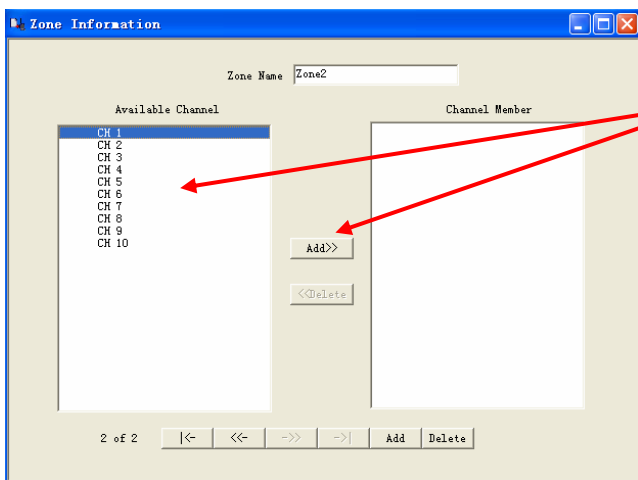 Zone Information
Zone Name Zone2
Available Channel Channel Member
CH 1
CH 2
CH 3
CH 4
CH 5
CH 6
CH 7
CH 8
CH 9
CH 10
Add>>
<<Delete
2 of 2 |<- <<- ->> ->| Add Delete